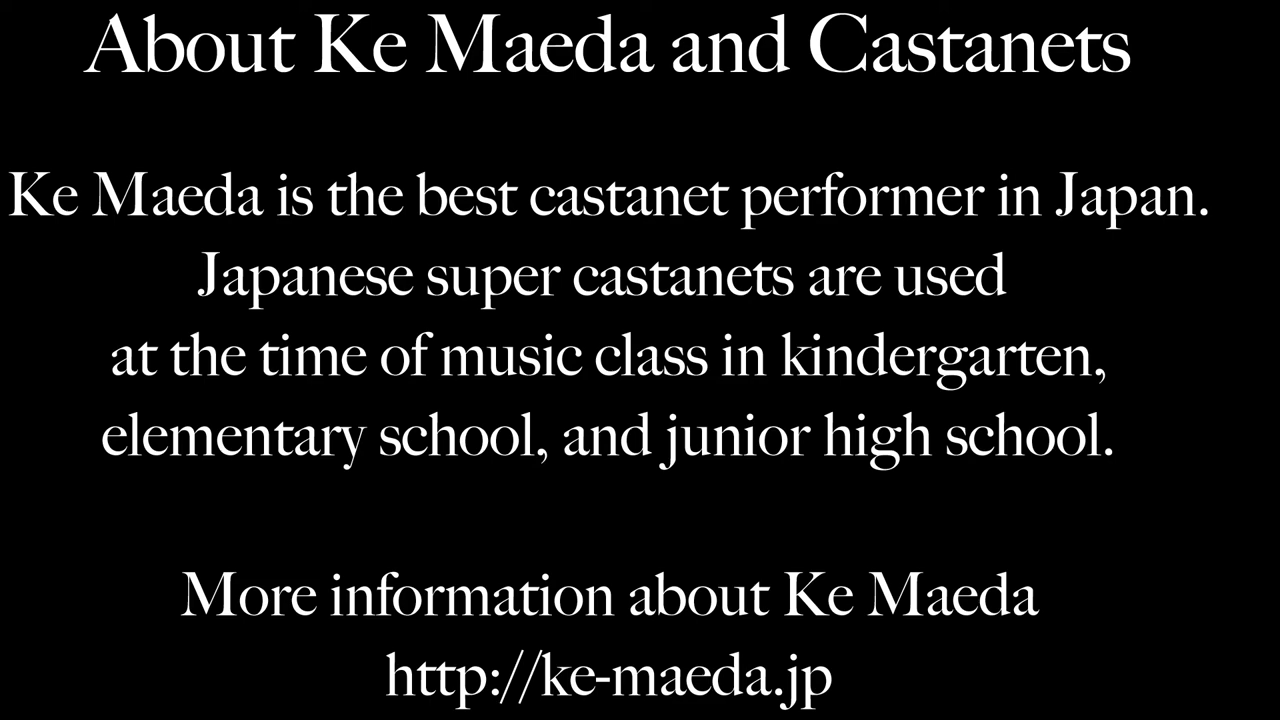 About Ke Maeda and Castanets
Ke Maeda is the best castanet performer in Japan.
Japanese super castanets are used
at the time of music class in kindergarten,
elementary school, and junior high school.
More information about Ke Maeda
http://ke-maeda.jp